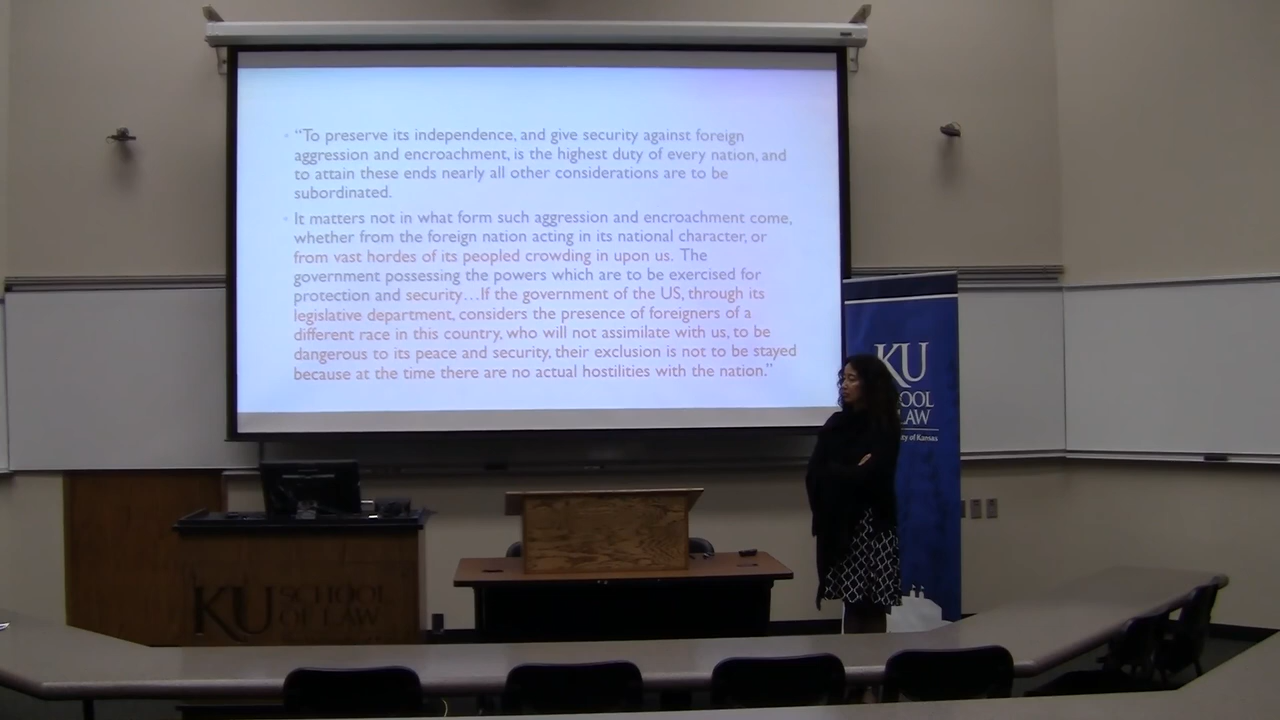 • “To preserve its independence, and give security against foreign
aggression and encroachment, is the highest duty of every nation, and
to attain these ends nearly all other considerations are to be
subordinated.
• It matters not in what form such aggression and encroachment come,
whether from the foreign nation acting in its national character, or
from vast hordes of its peopled crowding in upon us. The
government possessing the powers which are to be exercised for
protection and security…If the government of the US, through its
legislative department, considers the presence of foreigners of a
different race in this country, who will not assimilate with us, to be
dangerous to its peace and security, their exclusion is not to be stayed
because at the time there are no actual hostilities with the nation.”
KU
OOL
LAW
ity of Kansas
KU SCHOOL
OF LAW